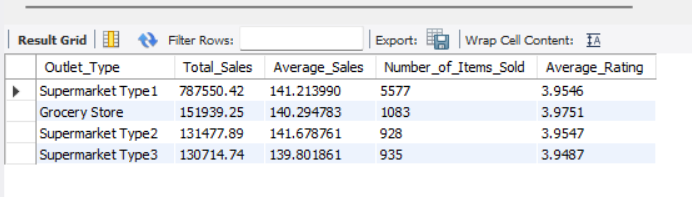 Result Grid Filter Rows: Export: Wrap Cell Content: IA
Outlet_Type Total_Sales Average_Sales Number_of_Items_Sold Average_Rating
Supermarket Type1 787550.42 141.213990 5577 3.9546
Grocery Store 151939.25 140.294783 1083 3.9751
Supermarket Type2 131477.89 141.678761 928 3.9547
Supermarket Type3 130714.74 139.801861 935 3.9487